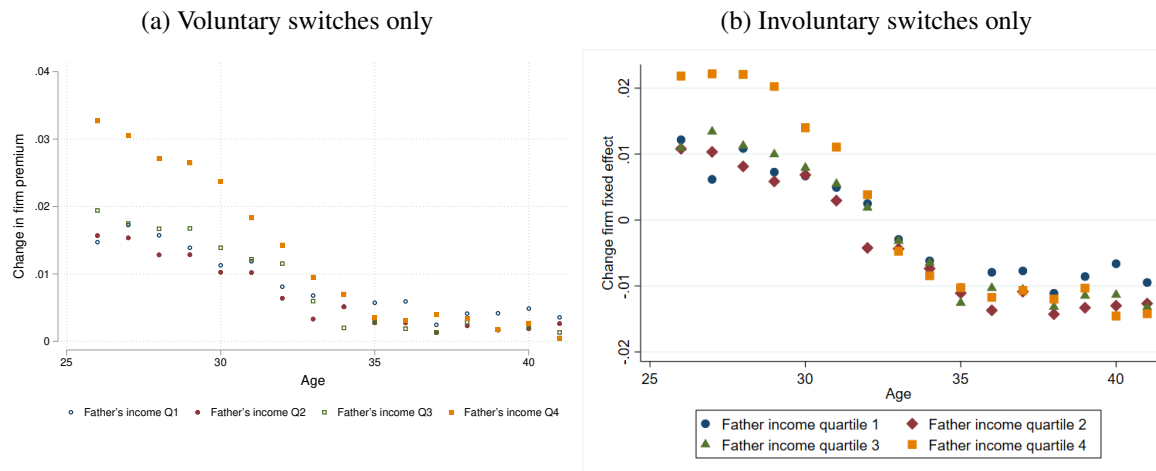 (a) Voluntary switches only
.04
.03
.02
.01
0
Change in firm premium
25
30
35
40
Age
Father's income Q1
Father's income Q2
Father's income Q3
Father's income Q4
(b) Involuntary switches only
.02
.01
0
-.01
-.02
Change firm fixed effect
25
30
35
40
Age
Father income quartile 1
Father income quartile 2
Father income quartile 3
Father income quartile 4